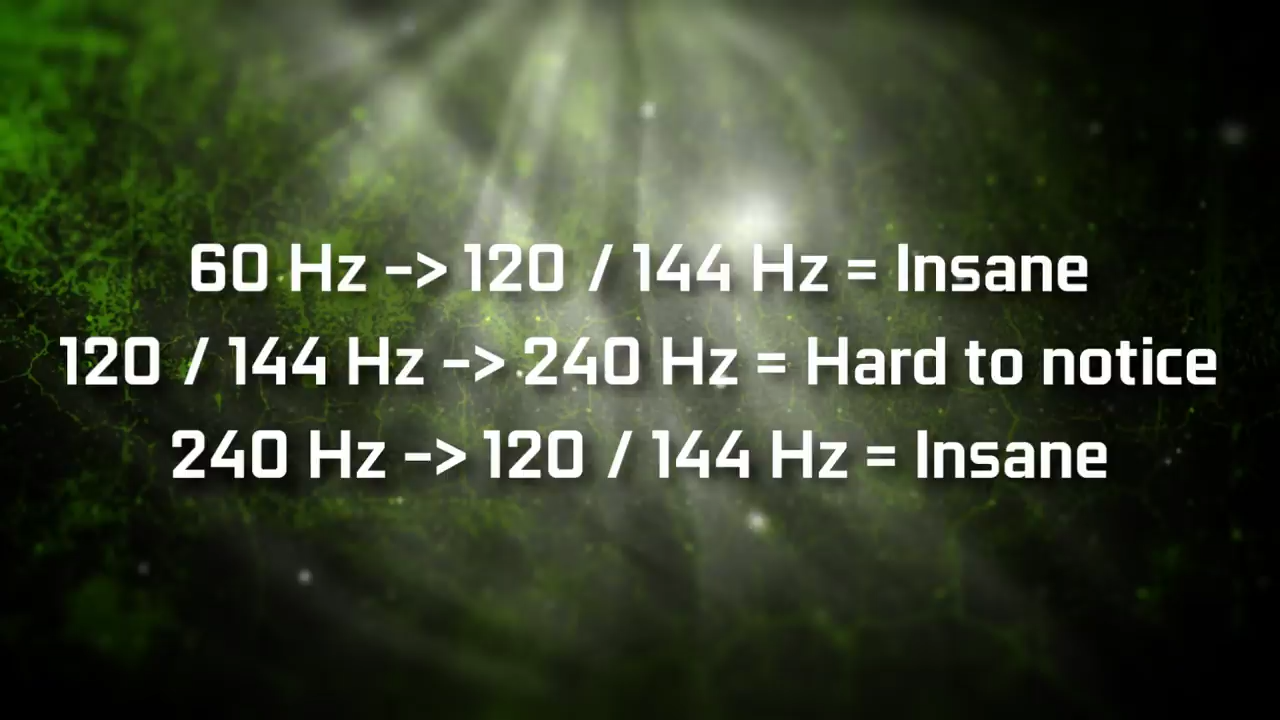 60 Hz -> 120 / 144 Hz = Insane
120 / 144 Hz -> 240 Hz = Hard to notice
240 Hz -> 120 / 144 Hz = Insane